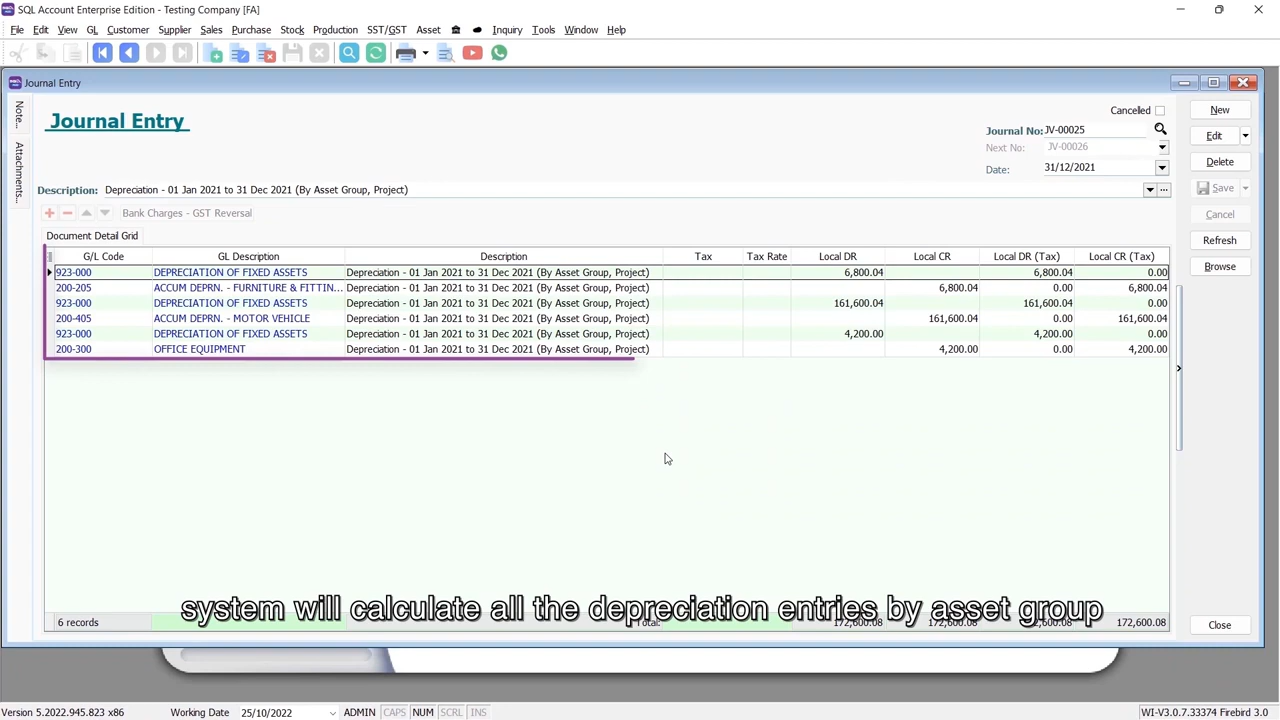 SQL Account Enterprise Edition - Testing Company [FA]
File Edit View GL Customer Supplier Sales Purchase Stock Production SST/GST Asset Inquiry Tools Window Help
Journal Entry
Note...
Attachments...
Journal Entry
Cancelled
Journal No: JV-00025
Next No: JV-00026
Date: 31/12/2021
Description: Depreciation - 01 Jan 2021 to 31 Dec 2021 (By Asset Group, Project)
Bank Charges - GST Reversal
Document Detail Grid
G/L Code GL Description Description Tax Tax Rate Local DR Local CR Local DR (Tax) Local CR (Tax)
923-000 DEPRECIATION OF FIXED ASSETS Depreciation - 01 Jan 2021 to 31 Dec 2021 (By Asset Group, Project) 6,800.04 6,800.04 0.00
200-205 ACCUM DEPRN. - FURNITURE & FITTIN... Depreciation - 01 Jan 2021 to 31 Dec 2021 (By Asset Group, Project) 6,800.04 0.00 6,800.04
923-000 DEPRECIATION OF FIXED ASSETS Depreciation - 01 Jan 2021 to 31 Dec 2021 (By Asset Group, Project) 161,600.04 161,600.04 0.00
200-405 ACCUM DEPRN. - MOTOR VEHICLE Depreciation - 01 Jan 2021 to 31 Dec 2021 (By Asset Group, Project) 161,600.04 0.00 161,600.04
923-000 DEPRECIATION OF FIXED ASSETS Depreciation - 01 Jan 2021 to 31 Dec 2021 (By Asset Group, Project) 4,200.00 4,200.00 0.00
200-300 OFFICE EQUIPMENT Depreciation - 01 Jan 2021 to 31 Dec 2021 (By Asset Group, Project) 4,200.00 0.00 4,200.00
New
Edit
Delete
Save
Cancel
Refresh
Browse
system will calculate all the depreciation entries by asset group
6 records Total: 172,600.08 172,600.08 172,600.08 172,600.08
Close
Version 5.2022.945.823 x86 Working Date 25/10/2022 ADMIN CAPS NUM SCRL INS WI-V3.0.7.33374 Firebird 3.0